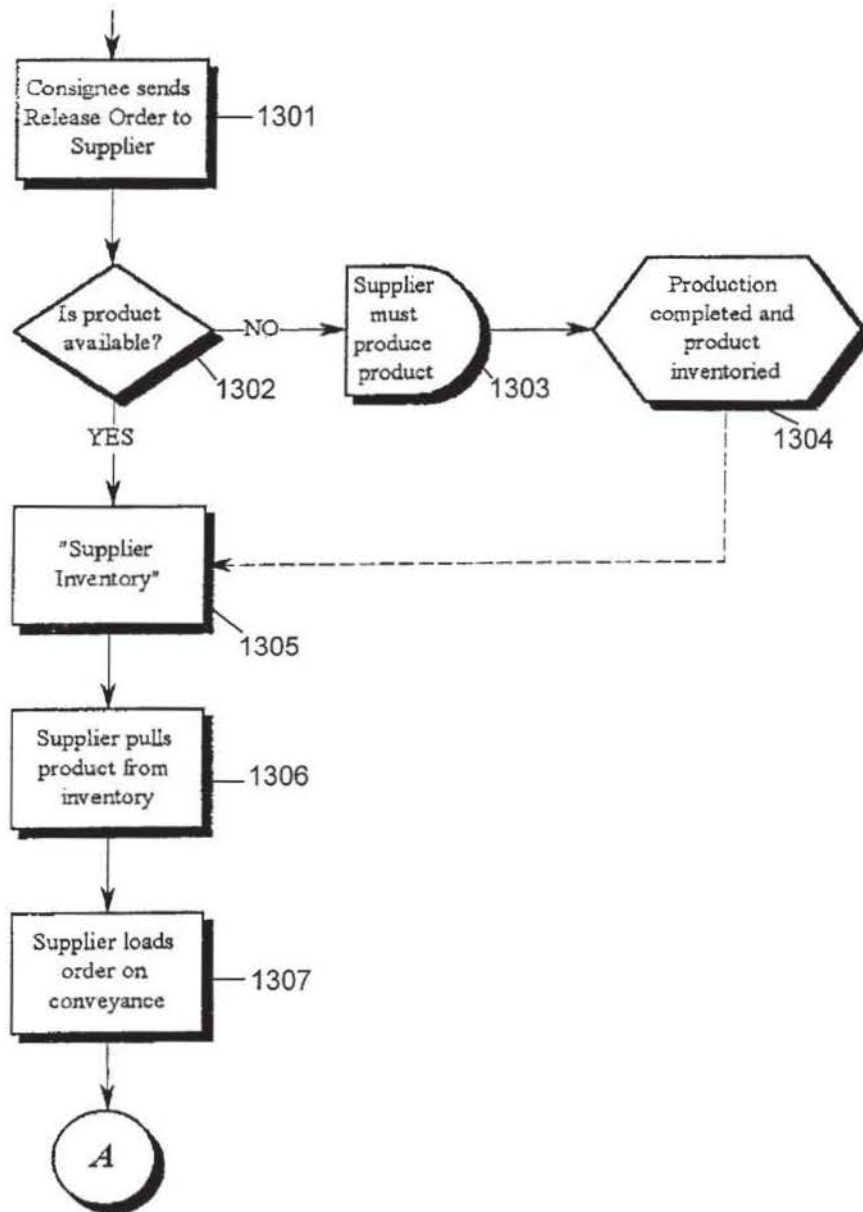 Consignee sends
Release Order to
Supplier
1301
Is product
available?
1302
NO
Supplier
must
produce
product
1303
Production
completed and
product
inventoried
1304
YES
"Supplier
Inventory"
1305
Supplier pulls
product from
inventory
1306
Supplier loads
order on
conveyance
1307
A